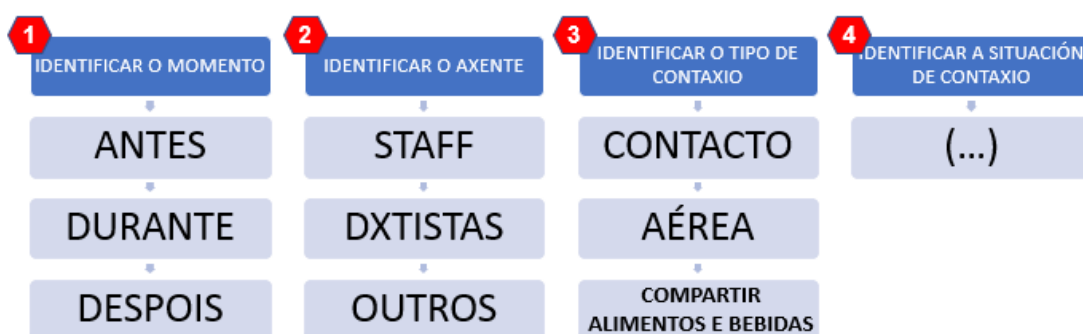 1
IDENTIFICAR O MOMENTO
ANTES
DURANTE
DESPOIS
2
IDENTIFICAR O AXENTE
STAFF
DXTISTAS
OUTROS
3
IDENTIFICAR O TIPO DE
CONTAXIO
CONTACTO
AÉREA
COMPARTIR
ALIMENTOS E BEBIDAS
4
IDENTIFICAR A SITUACIÓN
DE CONTAXIO
(...)